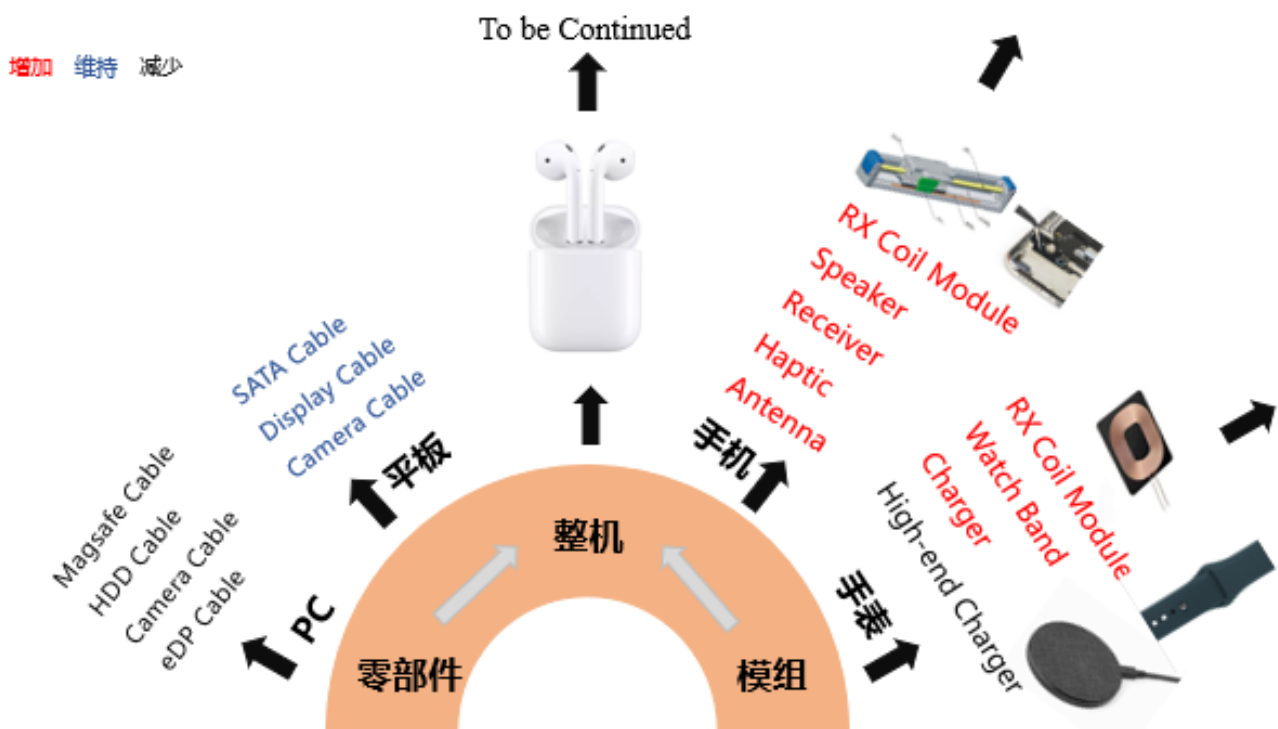 To be Continued
增加 维持 减少
SATA Cable
Display Cable
Camera Cable
平板
Magsafe Cable
HDD Cable
Camera Cable
eDP Cable
PC
RX Coil Module
Speaker
Receiver
Haptic
Antenna
手机
RX Coil Module
Watch Band
Charger
High-end Charger
手表
整机
零部件
模组